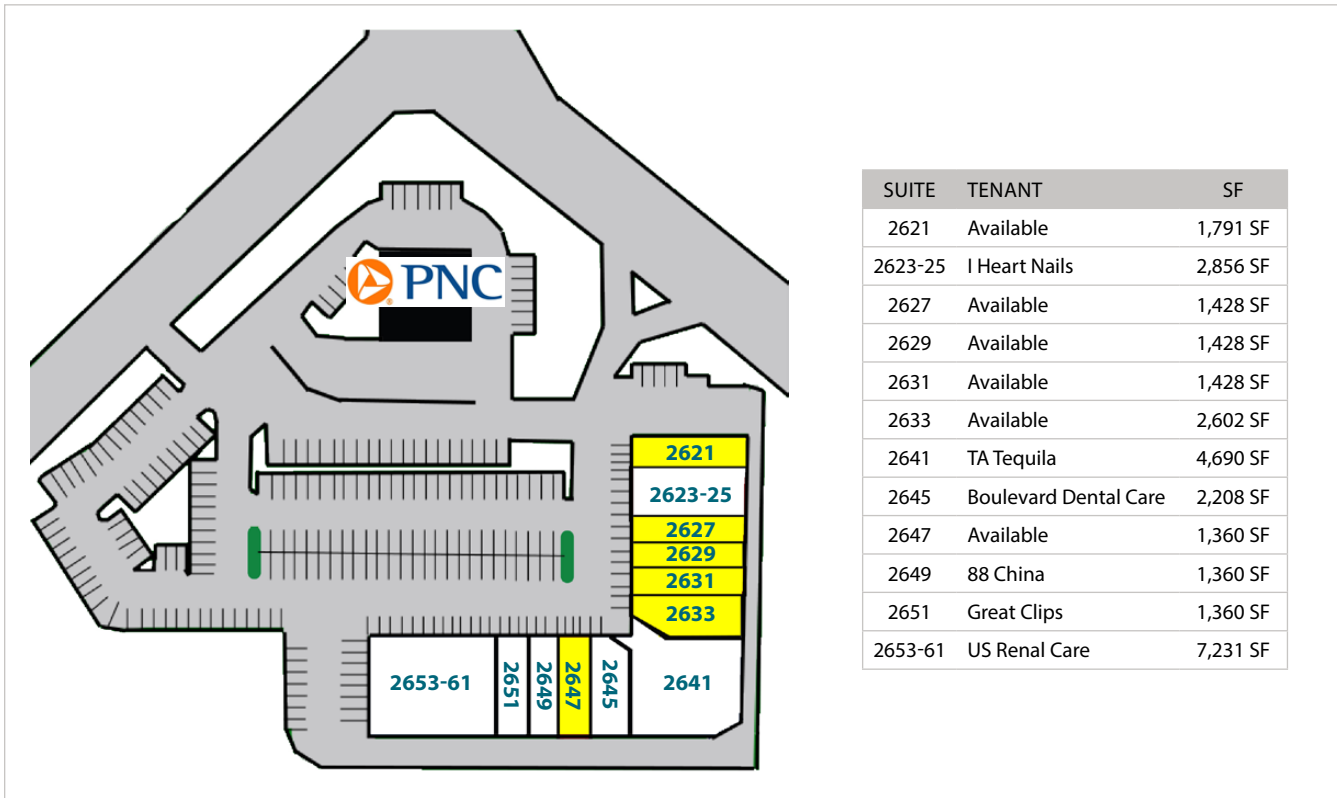 PNC
2621
2623-25
2627
2629
2631
2633
2653-61
2651
2649
2647
2645
2641
SUITE TENANT SF
2621 Available 1,791 SF
2623-25 I Heart Nails 2,856 SF
2627 Available 1,428 SF
2629 Available 1,428 SF
2631 Available 1,428 SF
2633 Available 2,602 SF
2641 TA Tequila 4,690 SF
2645 Boulevard Dental Care 2,208 SF
2647 Available 1,360 SF
2649 88 China 1,360 SF
2651 Great Clips 1,360 SF
2653-61 US Renal Care 7,231 SF